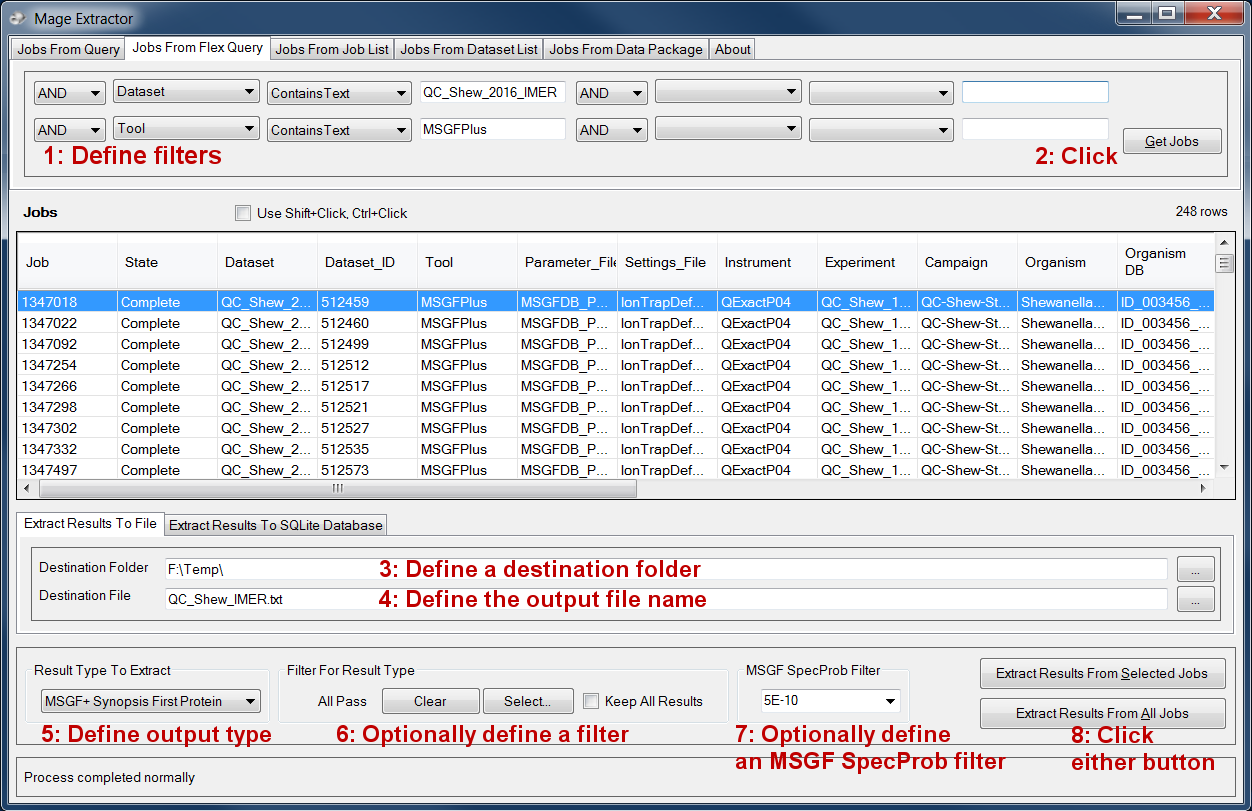 Mage Extractor
Jobs From Query Jobs From Flex Query Jobs From Job List Jobs From Dataset List Jobs From Data Package About
AND Dataset ContainsText QC_Shew_2016_IMER AND
AND Tool ContainsText MSGFPlus AND
1: Define filters 2: Click Get Jobs
Jobs Use Shift+Click, Ctrl+Click 248 rows
Job State Dataset Dataset_ID Tool Parameter_File Settings_File Instrument Experiment Campaign Organism Organism DB
1347018 Complete QC_Shew_2... 512459 MSGFPlus MSGFDB_P... IonTrapDef... QExactP04 QC_Shew_1... QC-Shew-St... Shewanella... ID_003456_...
1347022 Complete QC_Shew_2... 512460 MSGFPlus MSGFDB_P... IonTrapDef... QExactP04 QC_Shew_1... QC-Shew-St... Shewanella... ID_003456_...
1347092 Complete QC_Shew_2... 512499 MSGFPlus MSGFDB_P... IonTrapDef... QExactP04 QC_Shew_1... QC-Shew-St... Shewanella... ID_003456_...
1347254 Complete QC_Shew_2... 512512 MSGFPlus MSGFDB_P... IonTrapDef... QExactP04 QC_Shew_1... QC-Shew-St... Shewanella... ID_003456_...
1347266 Complete QC_Shew_2... 512517 MSGFPlus MSGFDB_P... IonTrapDef... QExactP04 QC_Shew_1... QC-Shew-St... Shewanella... ID_003456_...
1347298 Complete QC_Shew_2... 512521 MSGFPlus MSGFDB_P... IonTrapDef... QExactP04 QC_Shew_1... QC-Shew-St... Shewanella... ID_003456_...
1347302 Complete QC_Shew_2... 512527 MSGFPlus MSGFDB_P... IonTrapDef... QExactP04 QC_Shew_1... QC-Shew-St... Shewanella... ID_003456_...
1347332 Complete QC_Shew_2... 512535 MSGFPlus MSGFDB_P... IonTrapDef... QExactP04 QC_Shew_1... QC-Shew-St... Shewanella... ID_003456_...
1347497 Complete QC_Shew_2... 512573 MSGFPlus MSGFDB_P... IonTrapDef... QExactP04 QC_Shew_1... QC-Shew-St... Shewanella... ID_003456_...
Extract Results To File Extract Results To SQLite Database
Destination Folder F:\Temp\ 3: Define a destination folder ...
Destination File QC_Shew_IMER.txt 4: Define the output file name ...
Result Type To Extract Filter For Result Type MSGF SpecProb Filter Extract Results From Selected Jobs
MSGF+ Synopsis First Protein All Pass Clear Select... Keep All Results 5E-10 Extract Results From All Jobs
5: Define output type 6: Optionally define a filter 7: Optionally define 8: Click
an MSGF SpecProb filter either button
Process completed normally